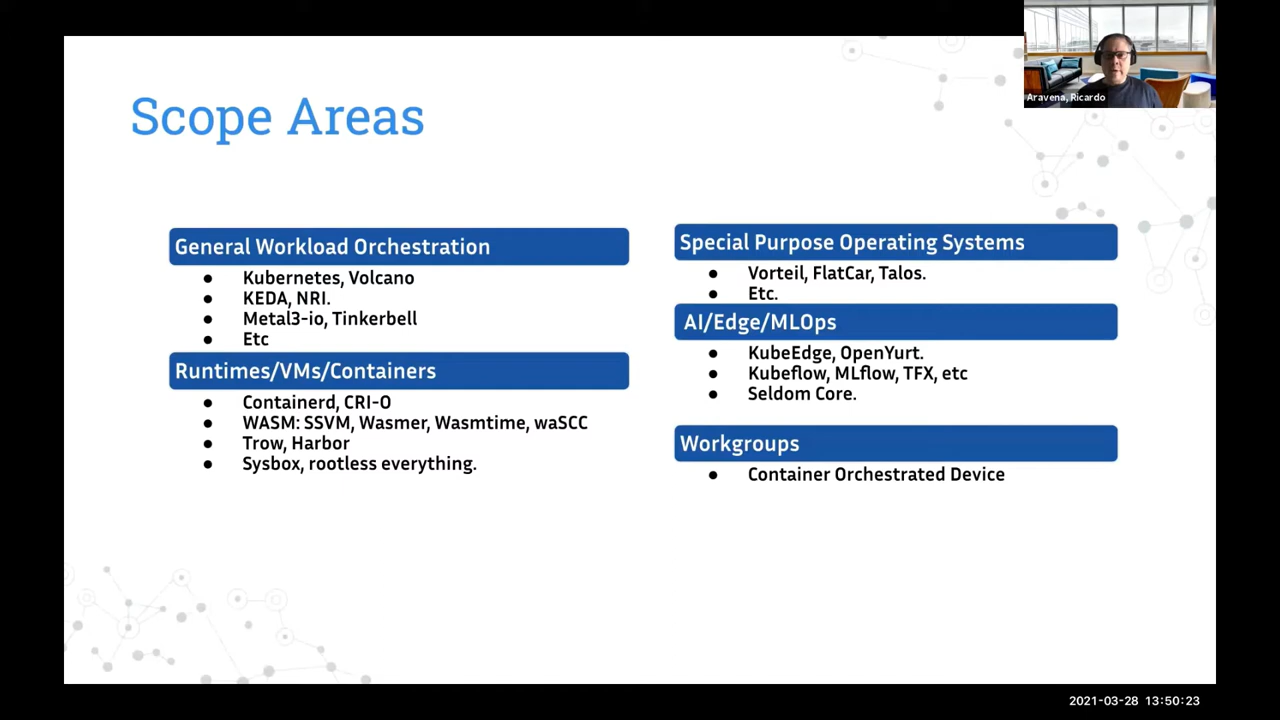 Aravena, Ricardo
Scope Areas
General Workload Orchestration
● Kubernetes, Volcano
● KEDA, NRI.
● Metal3-io, Tinkerbell
● Etc
Runtimes/VMs/Containers
● Containerd, CRI-O
● WASM: SSVM, Wasmer, Wasmtime, waSCC
● Trow, Harbor
● Sysbox, rootless everything.
Special Purpose Operating Systems
● Vorteil, FlatCar, Talos.
● Etc.
AI/Edge/MLOps
● KubeEdge, OpenYurt.
● Kubeflow, MLflow, TFX, etc
● Seldom Core.
Workgroups
● Container Orchestrated Device
2021-03-28 13:50:23